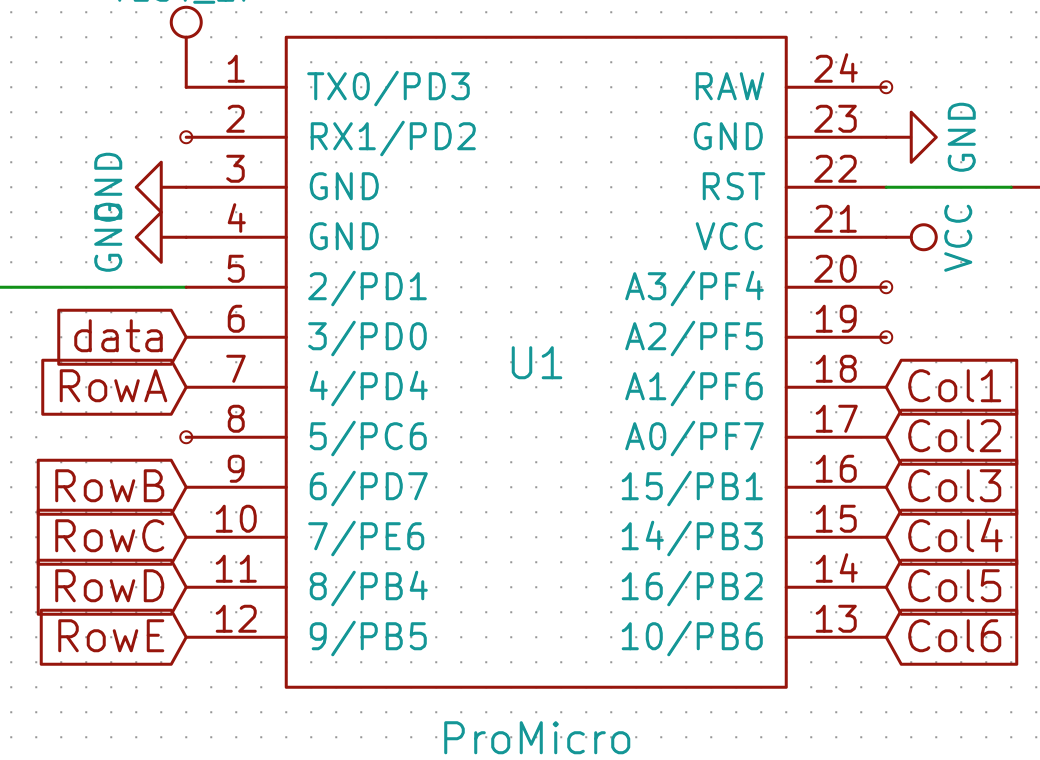 1 TX0/PD3 RAW 24
2 RX1/PD2 GND 23 GND
GND 3 GND RST 22
GND 4 GND VCC 21 VCC
5 2/PD1 A3/PF4 20
data 6 3/PD0 A2/PF5 19
RowA 7 4/PD4 U1 A1/PF6 18 Col1
8 5/PC6 A0/PF7 17 Col2
RowB 9 6/PD7 15/PB1 16 Col3
RowC 10 7/PE6 14/PB3 15 Col4
RowD 11 8/PB4 16/PB2 14 Col5
RowE 12 9/PB5 10/PB6 13 Col6
ProMicro